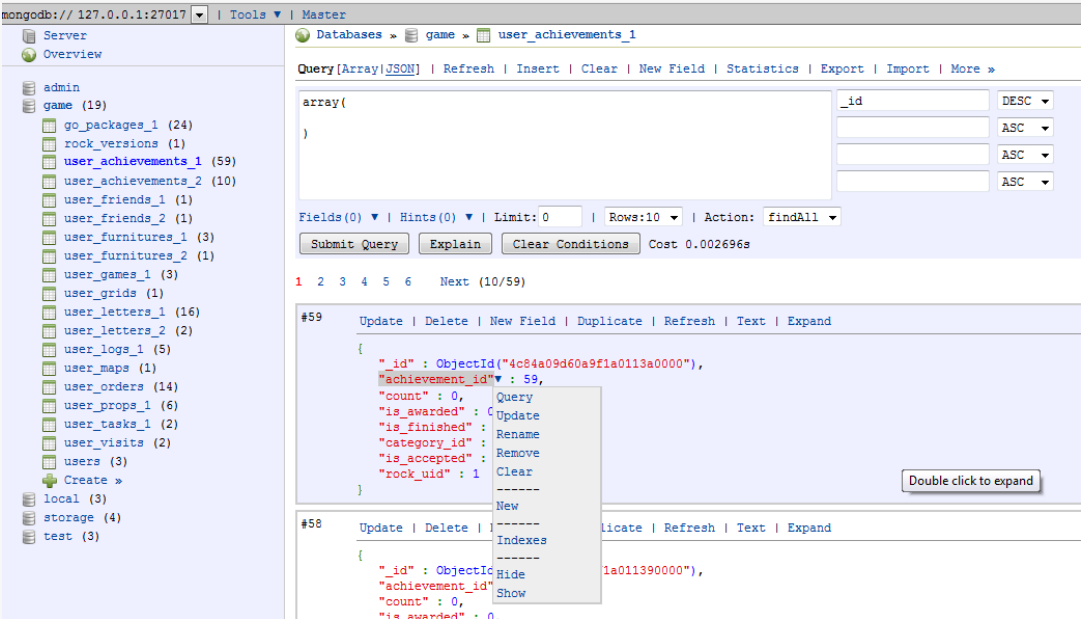 mongodb:// 127.0.0.1:27017 ▼ | Tools ▼ | Master
Server
Overview
admin
game (19)
go_packages_1 (24)
rock_versions (1)
user_achievements_1 (59)
user_achievements_2 (10)
user_friends_1 (1)
user_friends_2 (1)
user_furnitures_1 (3)
user_furnitures_2 (1)
user_games_1 (3)
user_grids (1)
user_letters_1 (16)
user_letters_2 (2)
user_logs_1 (5)
user_maps (1)
user_orders (14)
user_props_1 (6)
user_tasks_1 (2)
user_visits (2)
users (3)
Create »
local (3)
storage (4)
test (3)
Databases » game » user_achievements_1
Query[Array|JSON] | Refresh | Insert | Clear | New Field | Statistics | Export | Import | More »
array(
)
_id DESC ▼
ASC ▼
ASC ▼
ASC ▼
Fields(0) ▼ | Hints(0) ▼ | Limit: 0 | Rows:10 ▼ | Action: findAll ▼
Submit Query Explain Clear Conditions Cost 0.002696s
1 2 3 4 5 6 Next (10/59)
#59 Update | Delete | New Field | Duplicate | Refresh | Text | Expand
{
"_id" : ObjectId("4c84a09d60a9f1a0113a0000"),
"achievement_id"▼ : 59,
"count" : 0,
"is_awarded" :
"is_finished" :
"category_id" :
"is_accepted" :
"rock_uid" : 1
}
Query
Update
Rename
Remove
Clear
------
New
------
Indexes
------
Hide
Show
Double click to expand
#58 Update | Delete | licate | Refresh | Text | Expand
{
"_id" : ObjectId 1a011390000"),
"achievement_id"
"count" : 0,
"is_awarded" : 0,